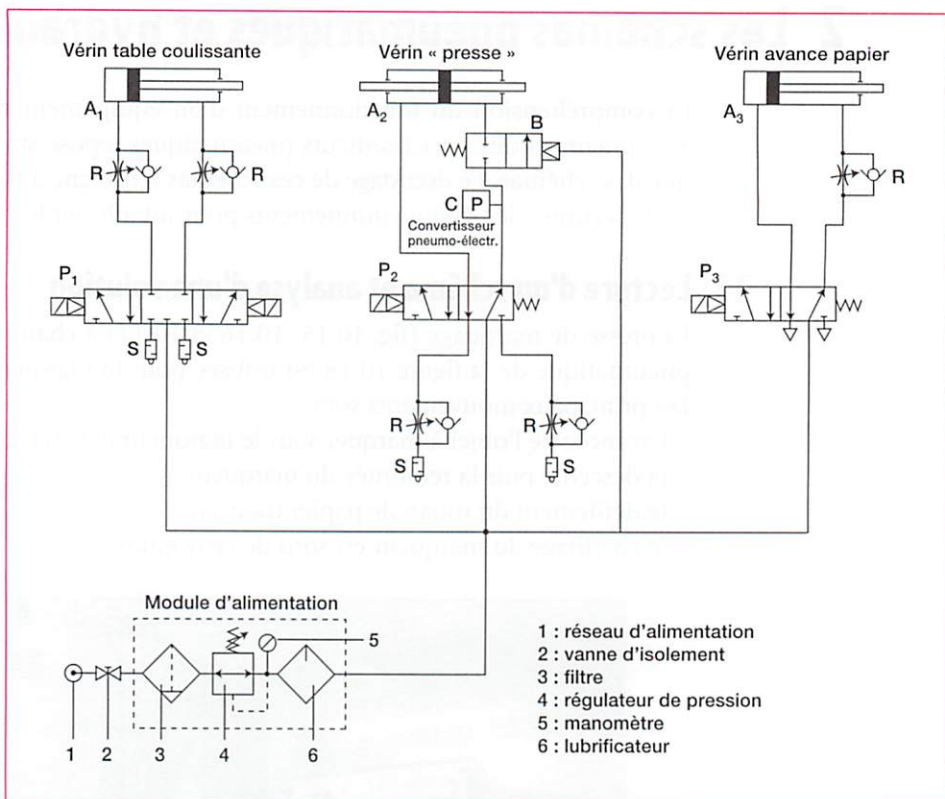 2 Les schémas pneumatiques et hydrau
Vérin table coulissante
Vérin « presse »
Vérin avance papier
A1
A2
A3
B
R
R
R
C
P
Convertisseur
pneumo-électr.
P1
P2
P3
S
S
R
R
S
S
Module d'alimentation
5
1
2
3
4
6
1 : réseau d'alimentation
2 : vanne d'isolement
3 : filtre
4 : régulateur de pression
5 : manomètre
6 : lubrificateur